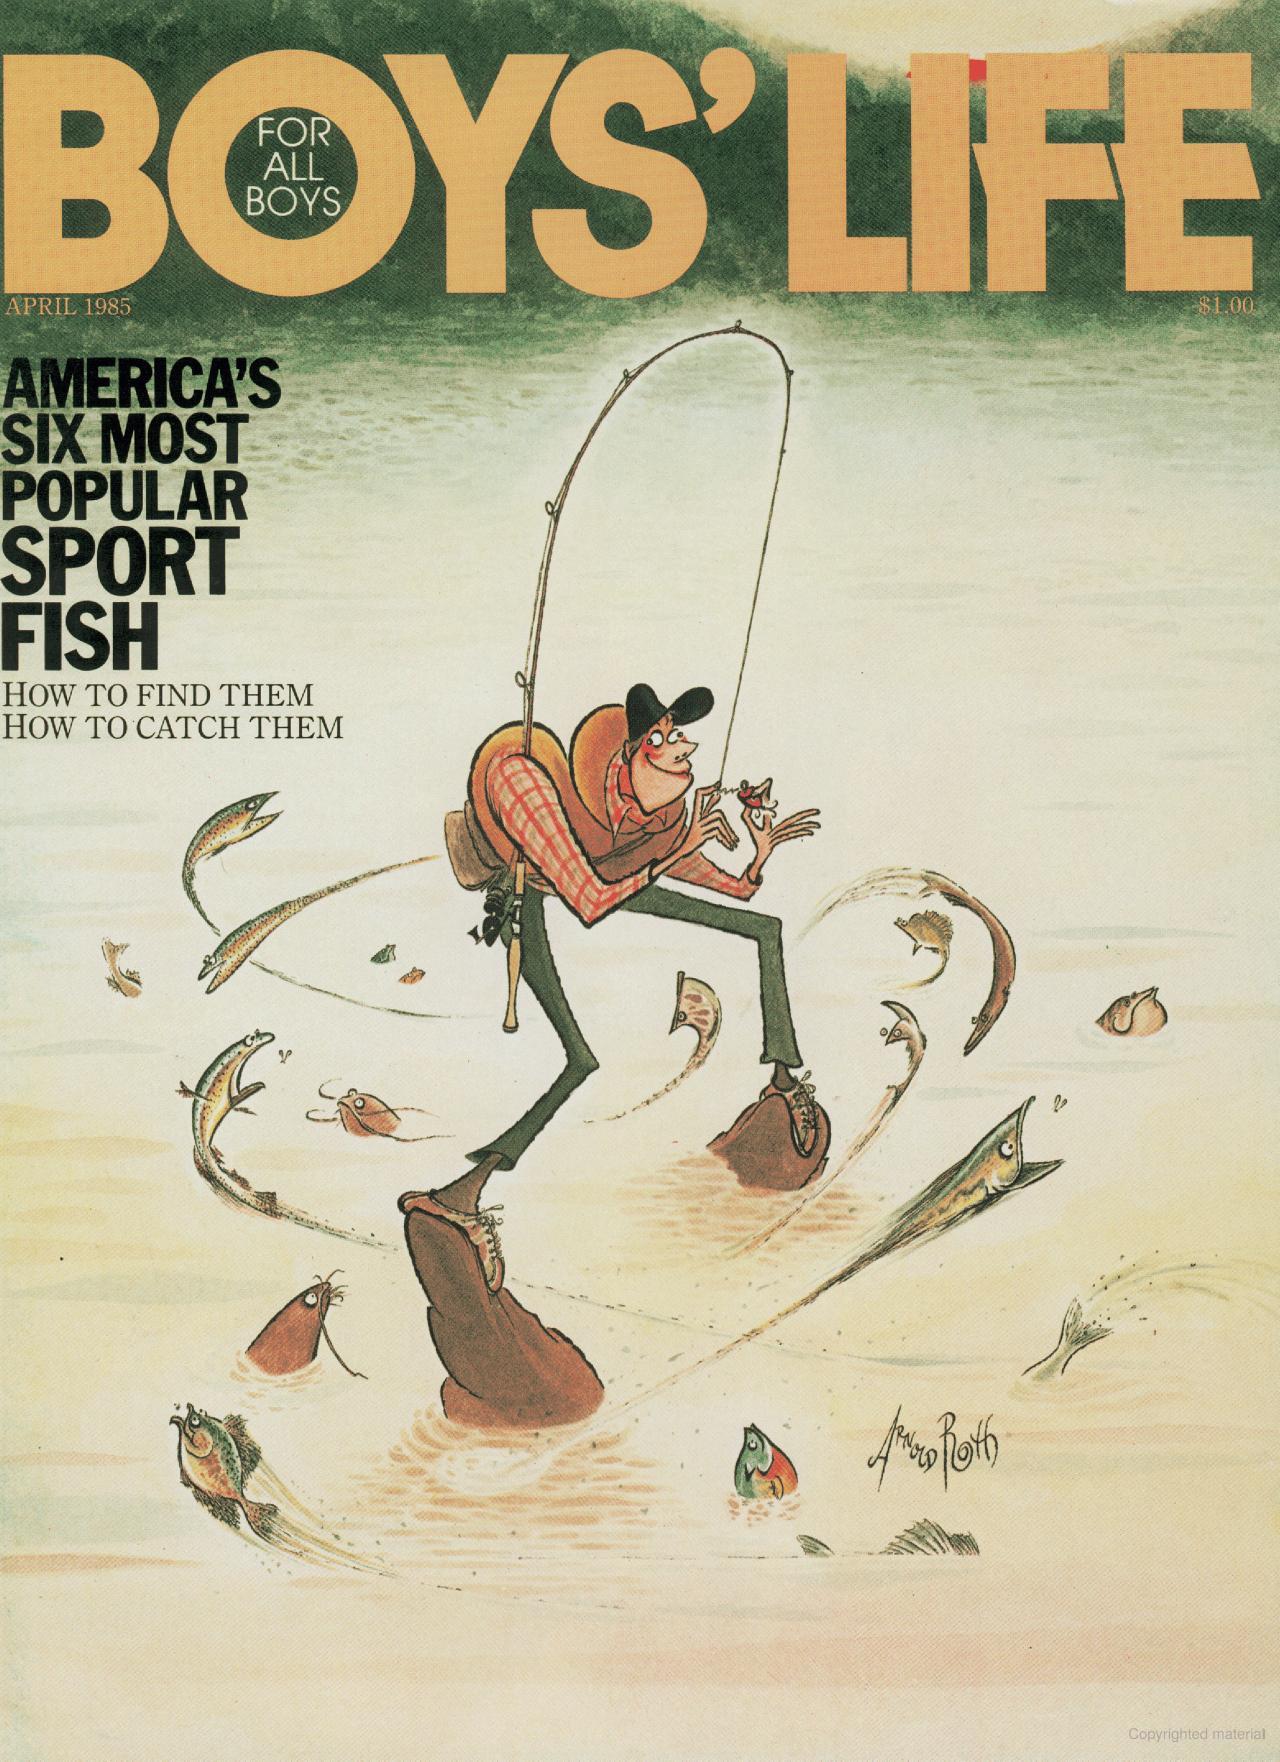 BOYS' LIFE
FOR
ALL
BOYS
APRIL 1985
$1.00
AMERICA'S
SIX MOST
POPULAR
SPORT
FISH
HOW TO FIND THEM
HOW TO CATCH THEM
ARNOLD ROTH
Copyrighted material